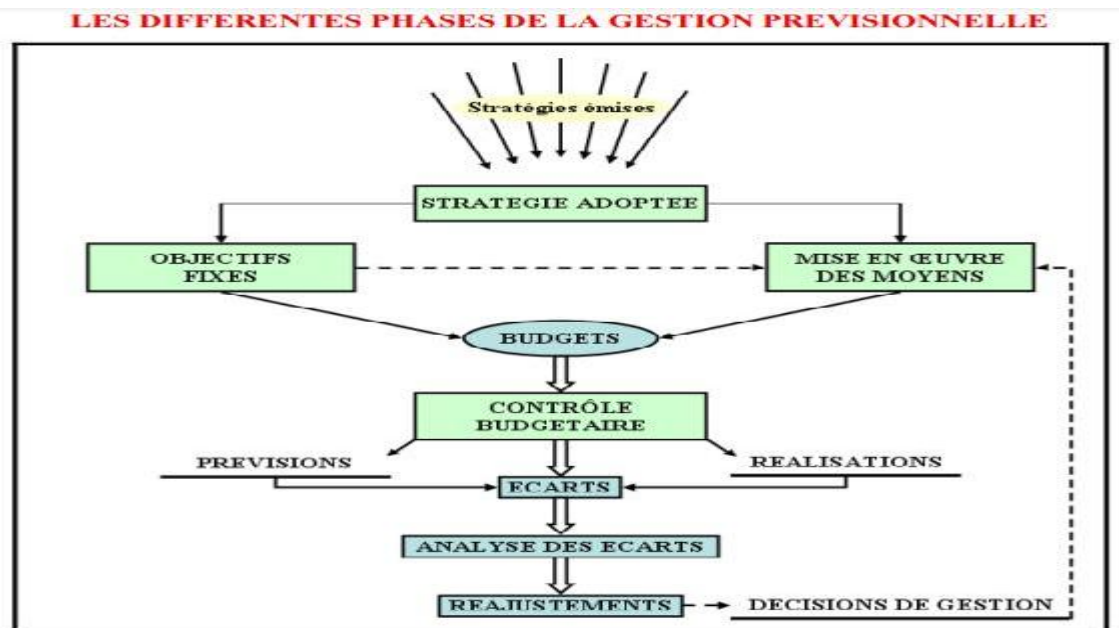 LES DIFFERENTES PHASES DE LA GESTION PREVISIONNELLE
Stratégies émises
STRATEGIE ADOPTEE
OBJECTIFS
FIXES
MISE EN ŒUVRE
DES MOYENS
BUDGETS
CONTRÔLE
BUDGETAIRE
PREVISIONS
REALISATIONS
ECARTS
ANALYSE DES ECARTS
REAJUSTEMENTS
DECISIONS DE GESTION